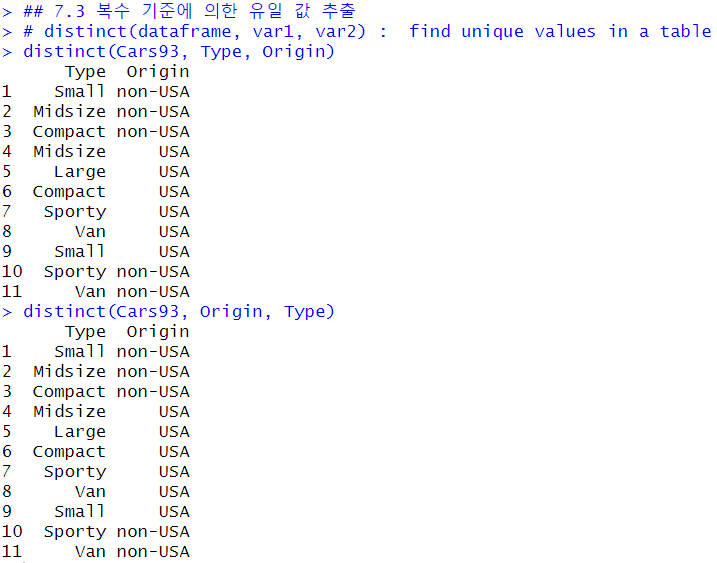 > ## 7.3 복수 기준에 의한 유일 값 추출
> # distinct(dataframe, var1, var2) :  find unique values in a table
> distinct(Cars93, Type, Origin)
      Type  Origin
1    Small non-USA
2  Midsize non-USA
3  Compact non-USA
4  Midsize     USA
5    Large     USA
6  Compact     USA
7   Sporty     USA
8      Van     USA
9    Small     USA
10  Sporty non-USA
11     Van non-USA
> distinct(Cars93, Origin, Type)
      Type  Origin
1    Small non-USA
2  Midsize non-USA
3  Compact non-USA
4  Midsize     USA
5    Large     USA
6  Compact     USA
7   Sporty     USA
8      Van     USA
9    Small     USA
10  Sporty non-USA
11     Van non-USA